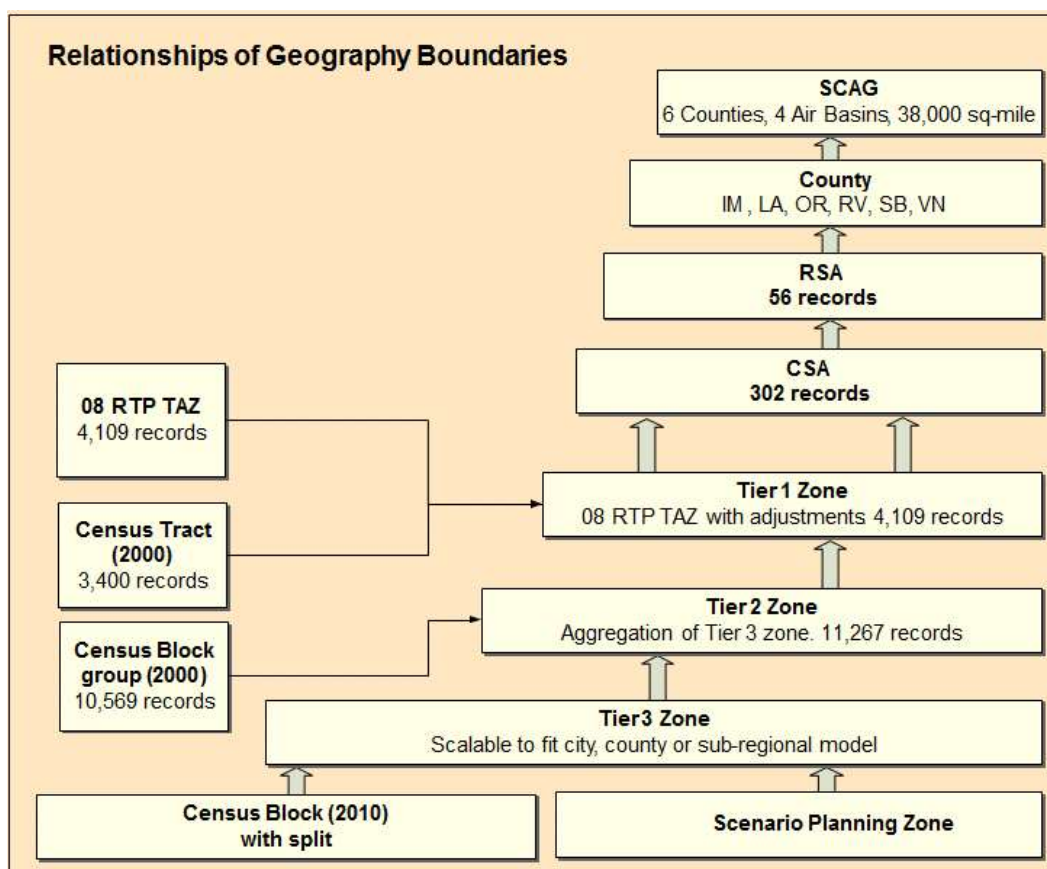 Relationships of Geography Boundaries
SCAG
6 Counties, 4 Air Basins, 38,000 sq-mile
County
IM , LA, OR, RV, SB, VN
RSA
56 records
CSA
302 records
08 RTP TAZ
4,109 records
Tier 1 Zone
08 RTP TAZ with adjustments 4,109 records
Census Tract
(2000)
3,400 records
Tier 2 Zone
Aggregation of Tier 3 zone. 11,267 records
Census Block
group (2000)
10,569 records
Tier3 Zone
Scalable to fit city, county or sub-regional model
Census Block (2010)
with split
Scenario Planning Zone